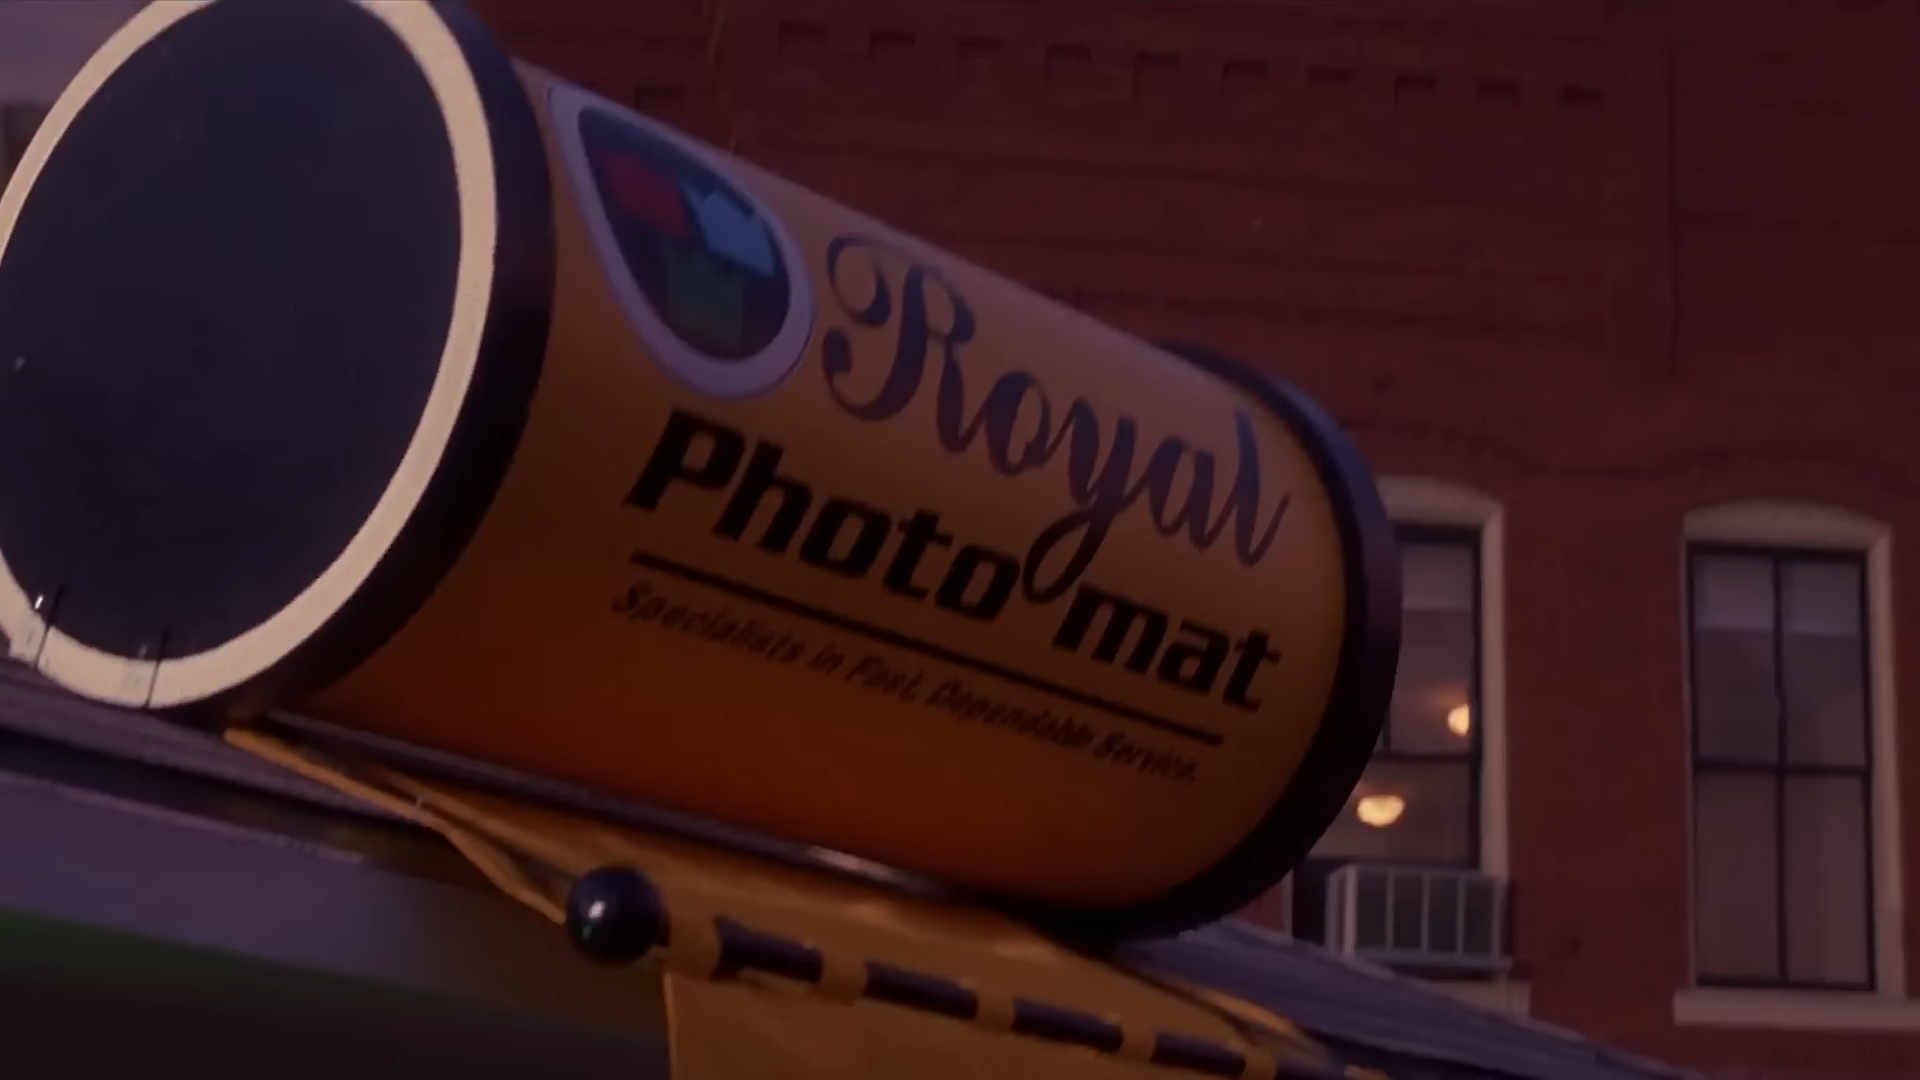 Royal
Photo mat
Specialists in Fast, Dependable Service.